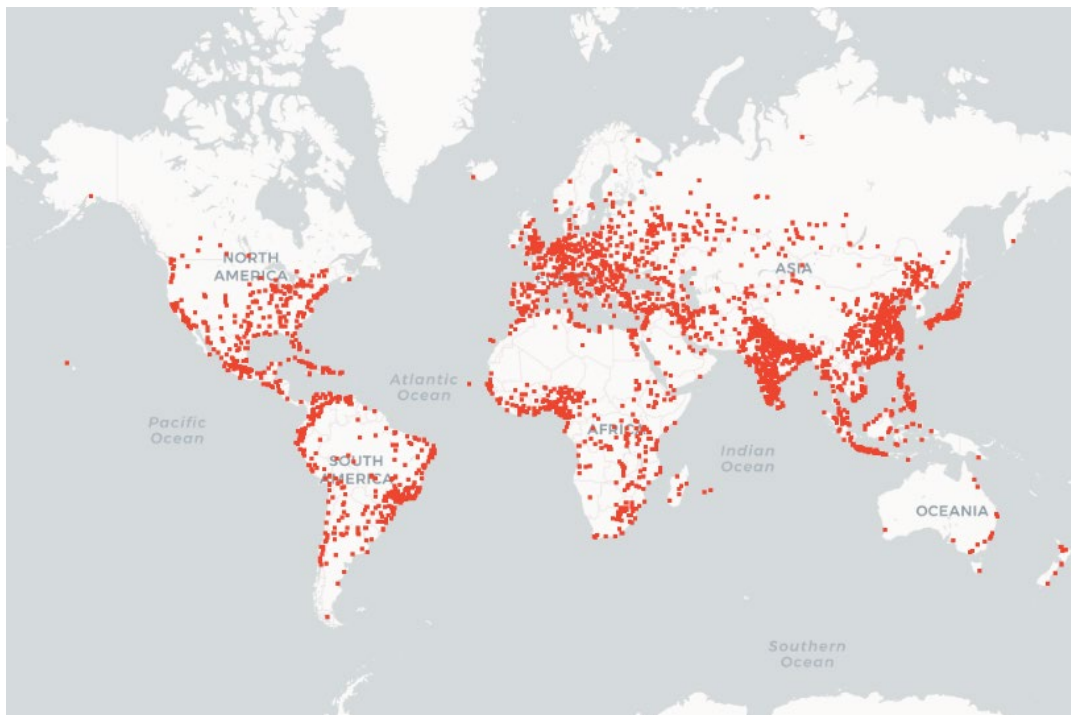 NORTH
AMERICA
ASIA
Atlantic
Ocean
Pacific
Ocean
AFRICA
Indian
Ocean
SOUTH
AMERICA
OCEANIA
Southern
Ocean